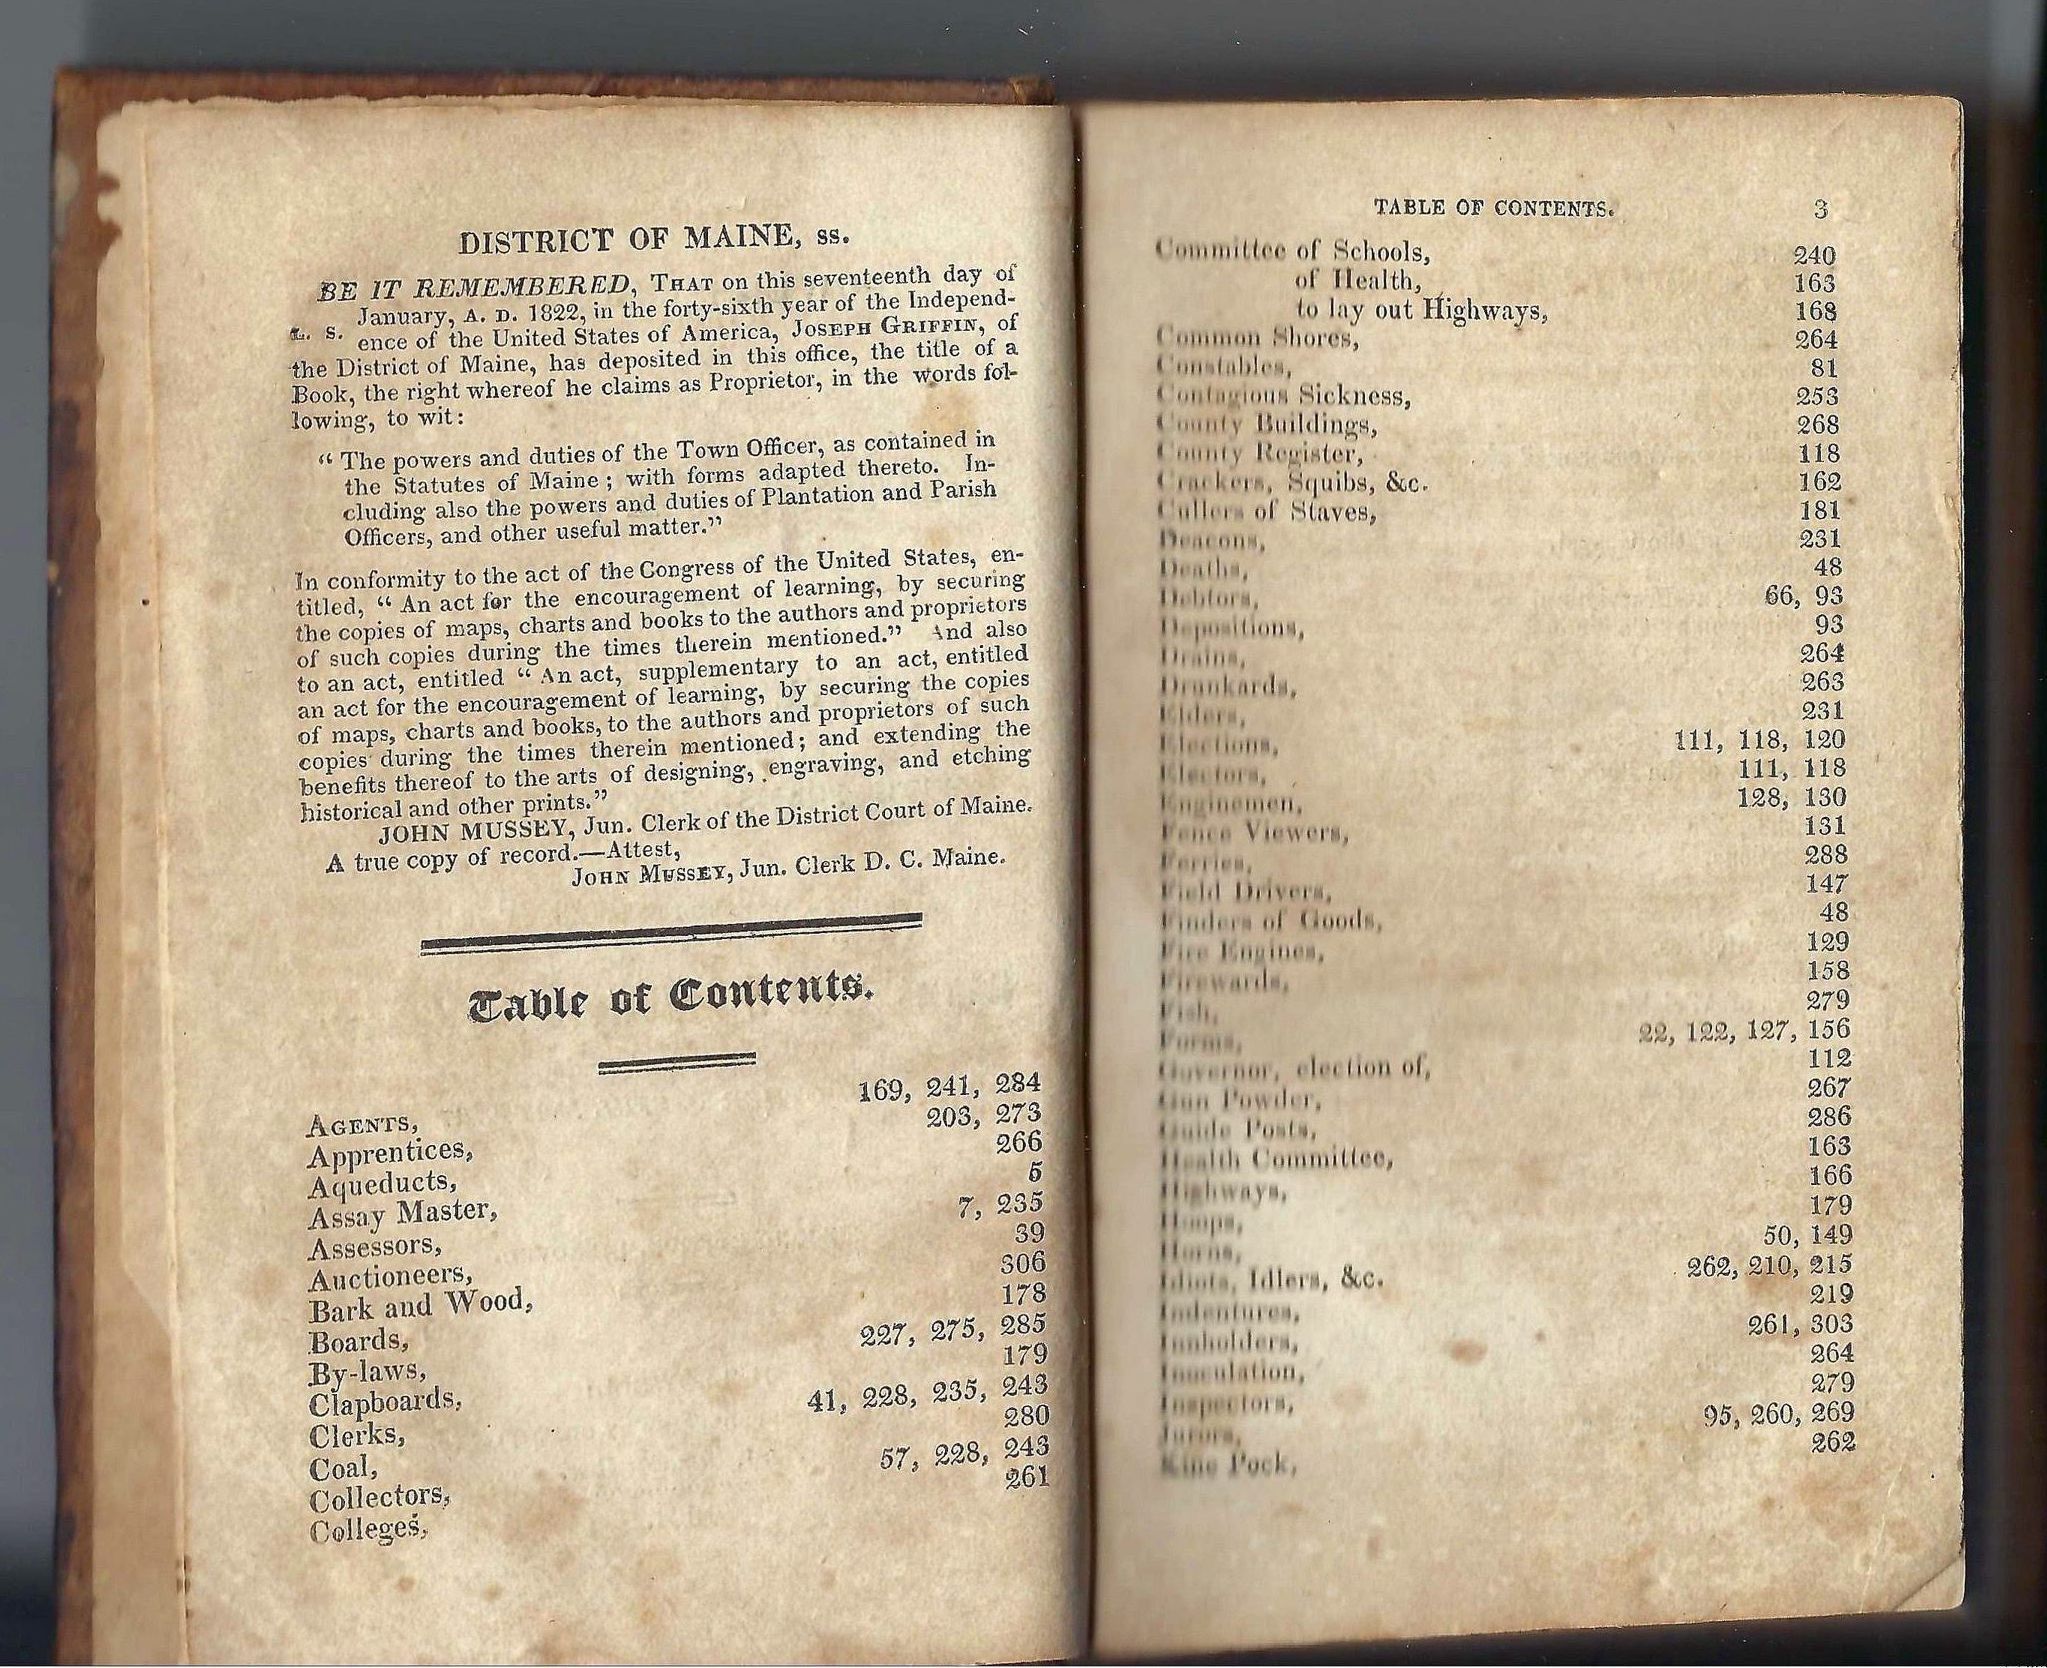 DISTRICT OF MAINE, ss.
BE IT REMEMBERED, THAT on this seventeenth day of
January, A. D. 1822, in the forty-sixth year of the Independ-
L. S. ence of the United States of America, JOSEPH GRIFFIN, of
the District of Maine, has deposited in this office, the title of a
Book, the right whereof he claims as Proprietor, in the words fol-
lowing, to wit:
“ The powers and duties of the Town Officer, as contained in
the Statutes of Maine ; with forms adapted thereto. In-
cluding also the powers and duties of Plantation and Parish
Officers, and other useful matter.”
In conformity to the act of the Congress of the United States, en-
titled, “ An act for the encouragement of learning, by securing
the copies of maps, charts and books to the authors and proprietors
of such copies during the times therein mentioned.” And also
to an act, entitled “ An act, supplementary to an act, entitled
an act for the encouragement of learning, by securing the copies
of maps, charts and books, to the authors and proprietors of such
copies during the times therein mentioned; and extending the
benefits thereof to the arts of designing, engraving, and etching
historical and other prints.”
JOHN MUSSEY, Jun. Clerk of the District Court of Maine.
A true copy of record.—Attest,
JOHN MUSSEY, Jun. Clerk D. C. Maine.
Table of Contents.
AGENTS, 169, 241, 284
Apprentices, 203, 273
Aqueducts, 266
Assay Master, 5
Assessors, 7, 235
Auctioneers, 39
Bark and Wood, 306
Boards, 178
By-laws, 227, 275, 285
Clapboards, 179
Clerks, 41, 228, 235, 243
Coal, 280
Collectors, 57, 228, 243
Colleges, 261
TABLE OF CONTENTS. 3
Committee of Schools, 240
of Health, 163
to lay out Highways, 168
Common Shores, 264
Constables, 81
Contagious Sickness, 253
County Buildings, 268
County Register, 118
Crackers, Squibs, &c. 162
Cullers of Staves, 181
Deacons, 231
Deaths, 48
Debtors, 66, 93
Depositions, 93
Drains, 264
Drunkards, 263
Elders, 231
Elections, 111, 118, 120
Electors, 111, 118
Enginemen, 128, 130
Fence Viewers, 131
Ferries, 288
Field Drivers, 147
Finders of Goods, 48
Fire Engines, 129
Firewards, 158
Fish, 279
Forms, 22, 122, 127, 156
Governor, election of, 112
Gun Powder, 267
Guide Posts, 286
Health Committee, 163
Highways, 166
Hoops, 179
Horns, 50, 149
Idiots, Idlers, &c. 262, 210, 215
Indentures, 219
Innholders, 261, 303
Inoculation, 264
Inspectors, 279
Jurors, 95, 260, 269
Kine Pock, 262